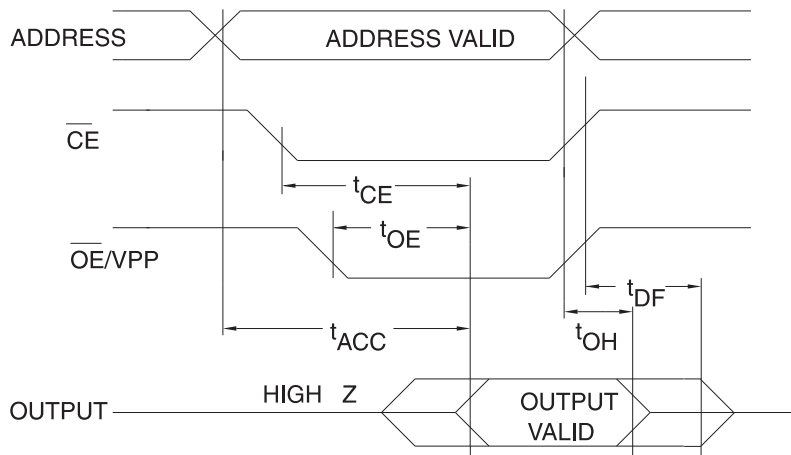 ADDRESS
ADDRESS VALID
CE
tCE
tOE
OE/VPP
tDF
tACC
tOH
HIGH Z
OUTPUT
OUTPUT
VALID